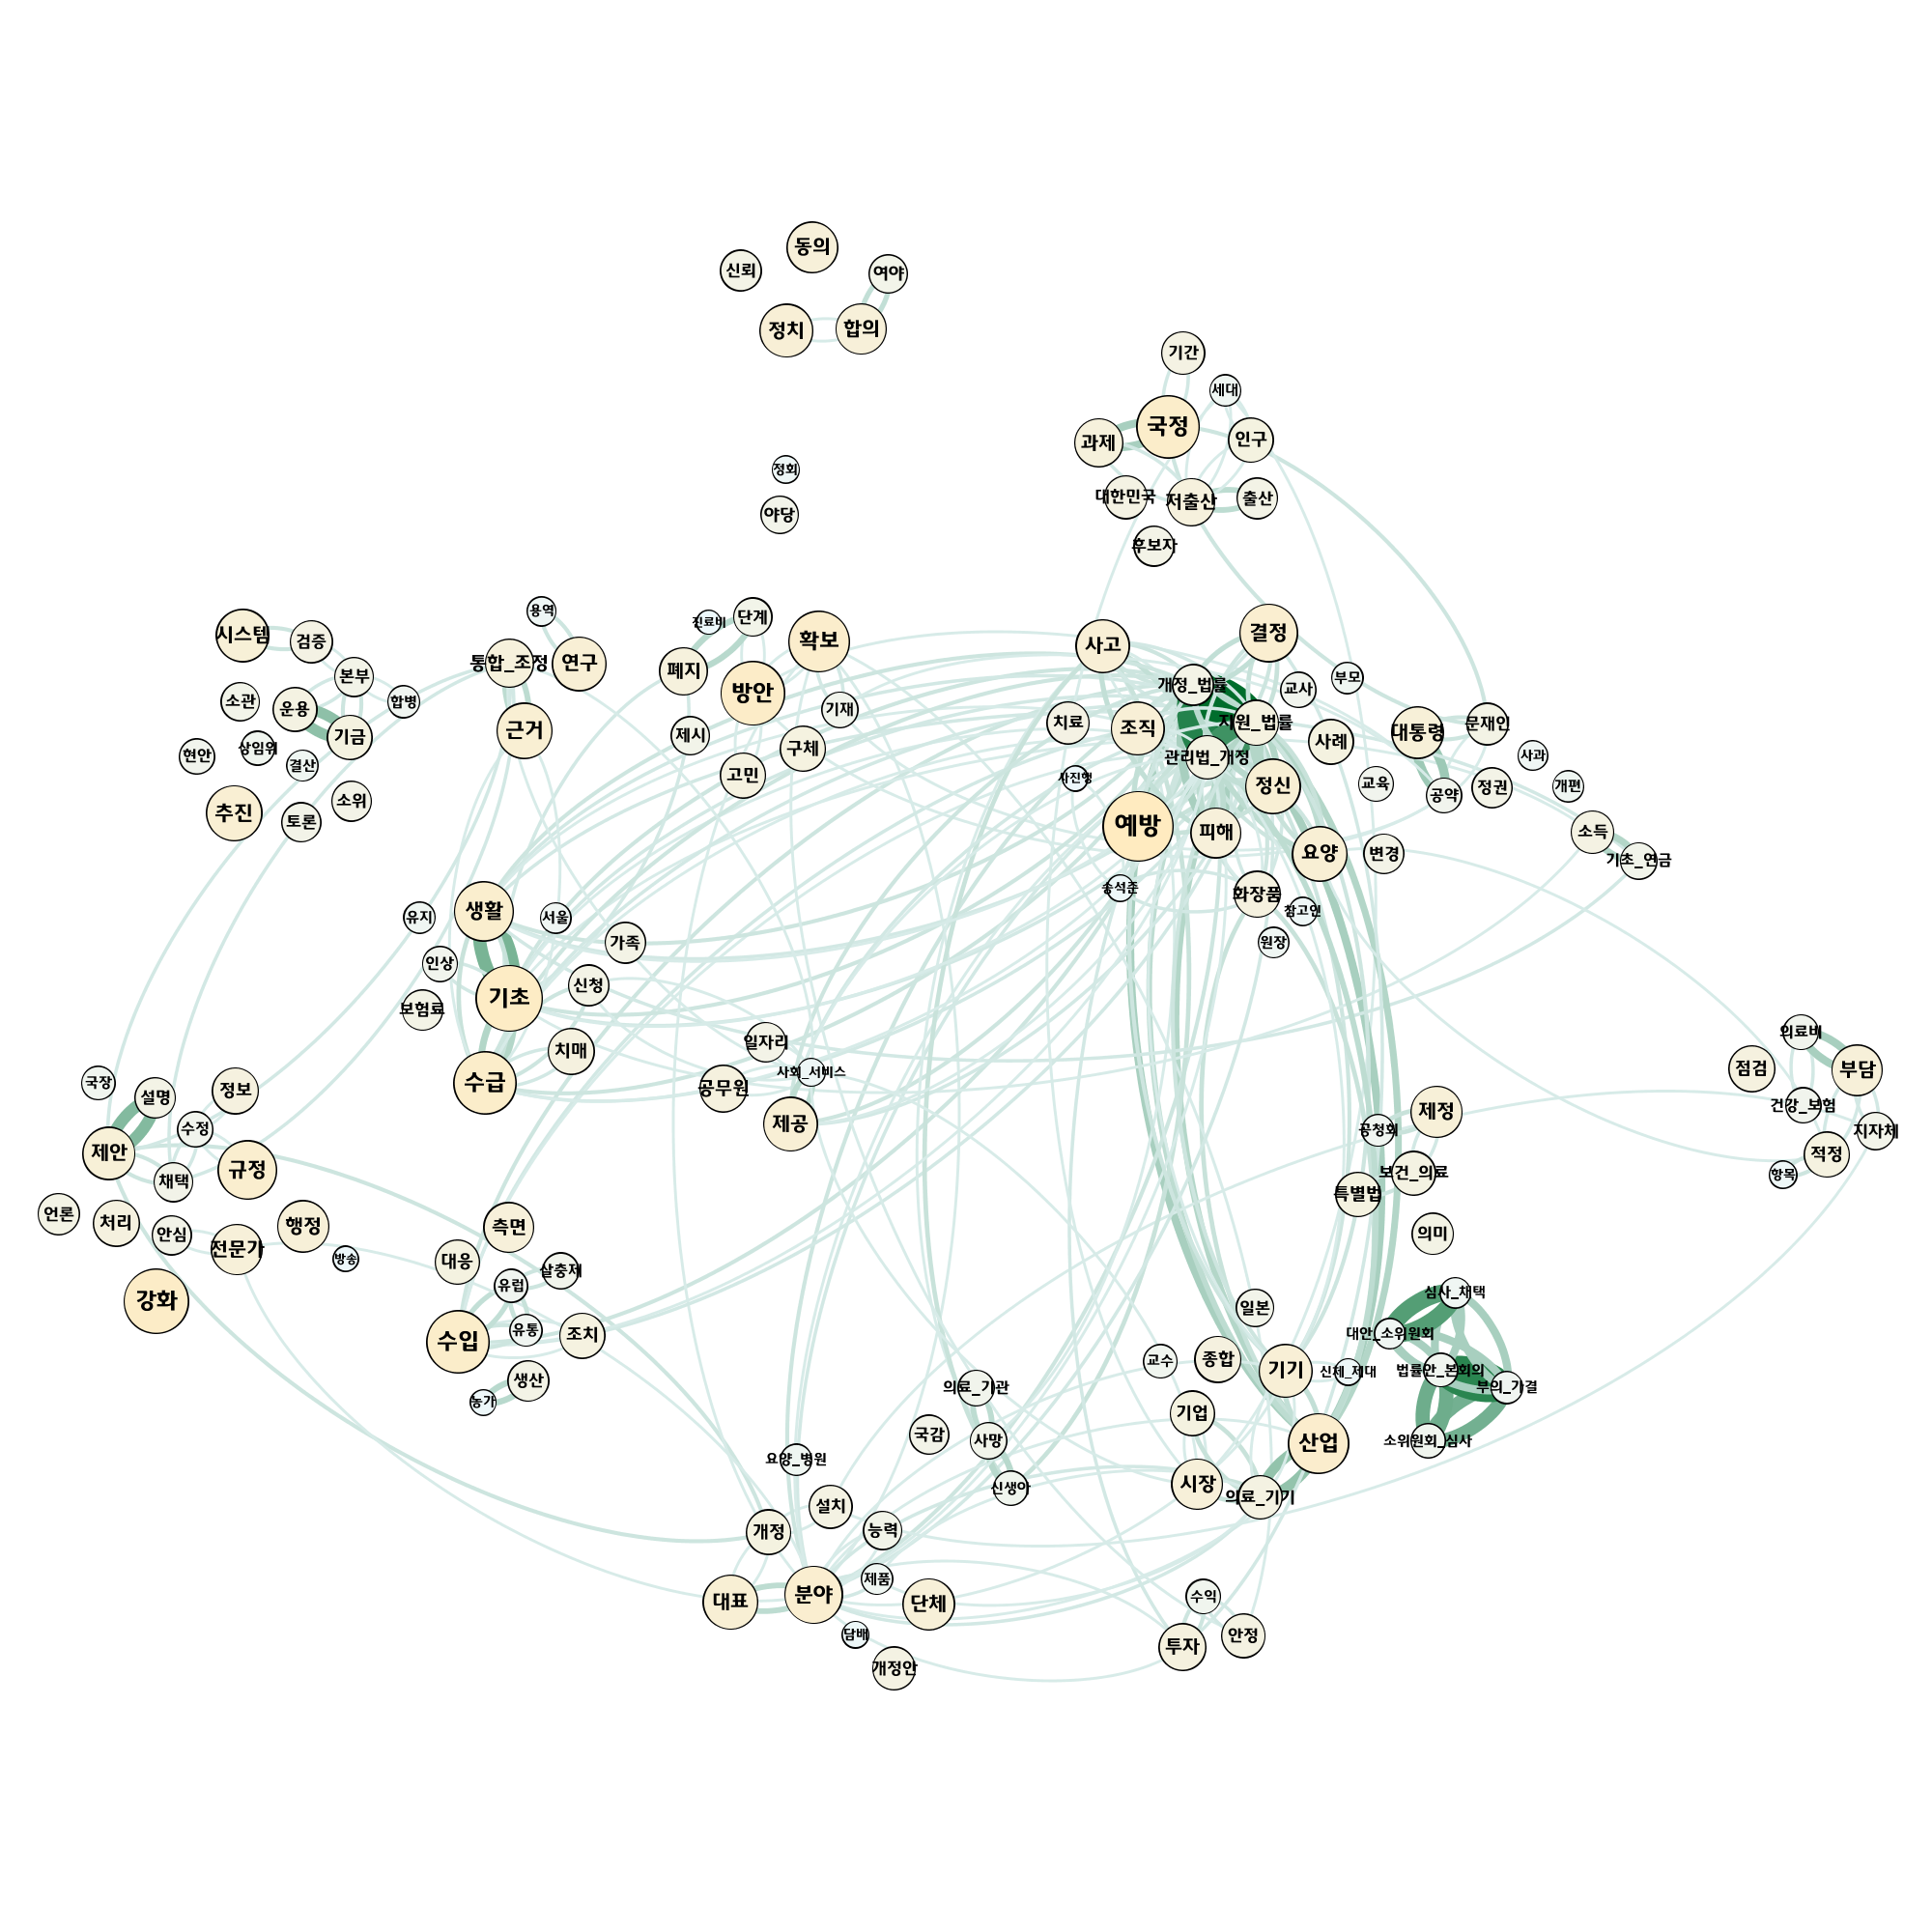 동의
신뢰
여야
정치
합의
기간
세대
국정
인구
과제
정회
대한민국
저출산
출산
야당
후보자
용역
진료비
단계
시스템
검증
확보
사고
결정
통합_조정
연구
폐지
본부
개정_법률
교사
부모
방안
소관
운용
합병
기재
치료
지원_법률
문재인
근거
제시
기금
조직
사례
대통령
현안
상임위
결산
구체
관리법_개정
사과
고민
사진행
정신
교육
정권
개편
추진
소위
토론
예방
피해
공약
소득
요양
변경
기초_연금
송석준
화장품
참고인
생활
유지
서울
가족
원장
인상
신청
기초
보험료
치매
일자리
의료비
사회_서비스
점검
부담
국장
설명
정보
수급
공무원
건강_보험
제정
제공
수정
공청회
지자체
제안
규정
채택
보건_의료
적정
항목
특별법
언론
처리
안심
행정
측면
의미
전문가
방송
대응
살충제
유럽
심사_채택
강화
일본
수입
유통
조치
대안_소위원회
교수
종합
기기
신체_제대
법률안_본회의
부의_가결
생산
농가
의료_기관
기업
국감
사망
산업
소위원회_심사
요양_병원
신생아
시장
의료_기기
설치
개정
능력
제품
대표
분야
단체
수익
담배
안정
투자
개정안